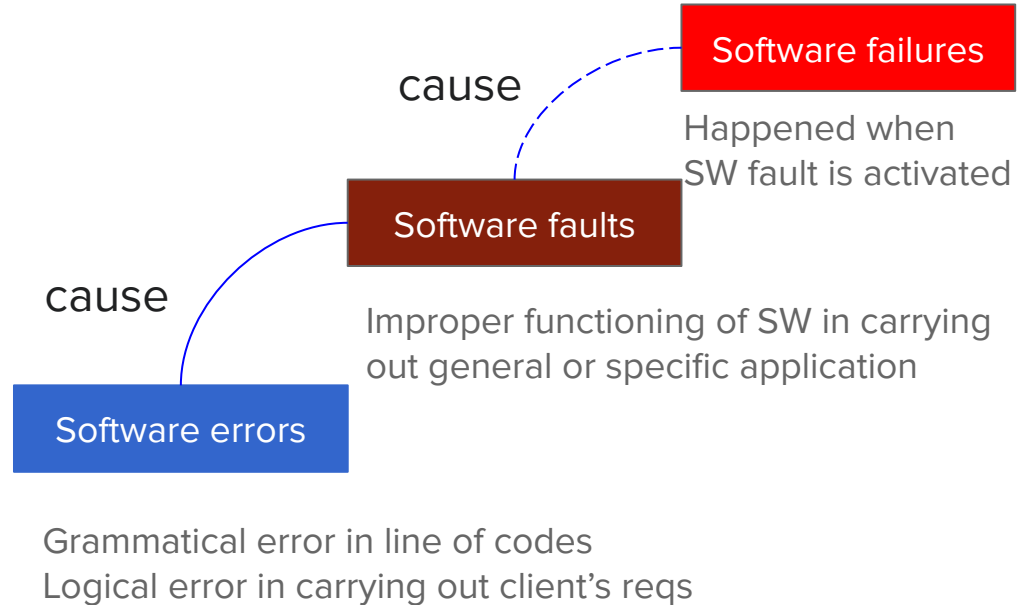 Software failures
cause
Happened when
SW fault is activated
Software faults
cause
Improper functioning of SW in carrying
out general or specific application
Software errors
Grammatical error in line of codes
Logical error in carrying out client’s reqs